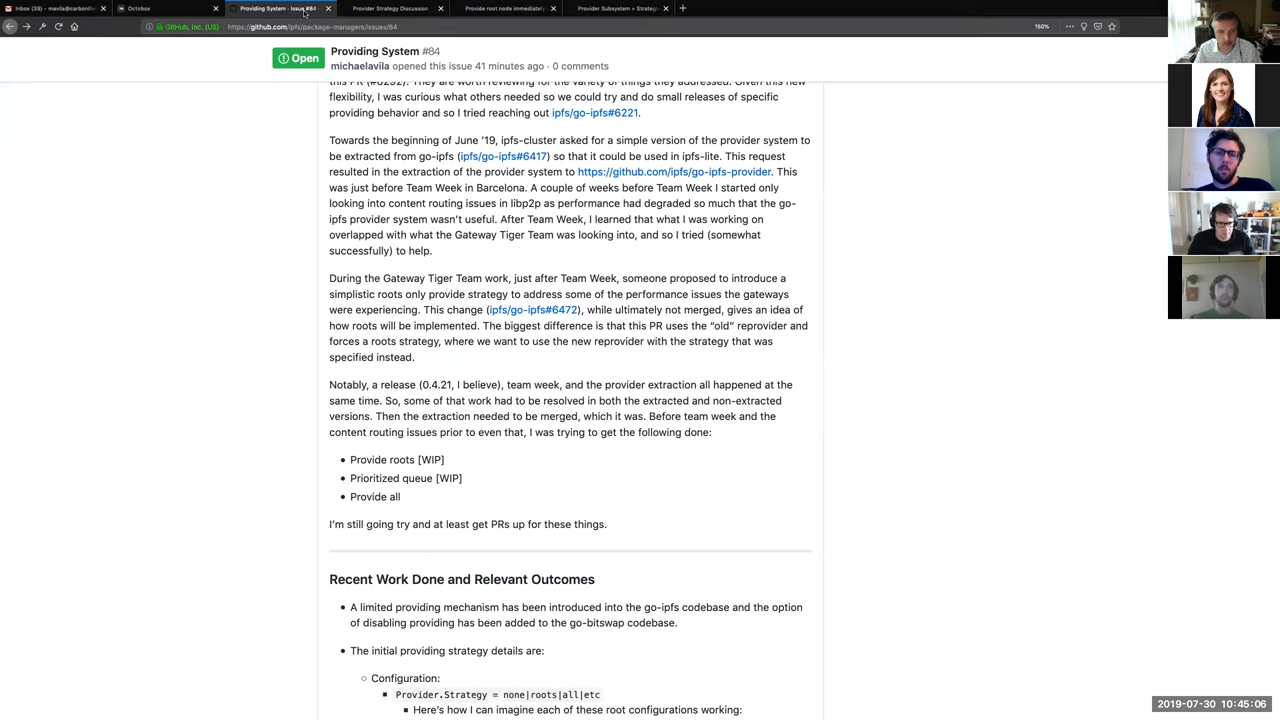 Inbox (33) - mavila@carbonfiv
Octobox
Providing System · Issue #84
Provider Strategy Discussion
Provide root node immediately
Provider Subsystem + Strategi
GitHub, Inc. (US)
https://github.com/ipfs/package-managers/issues/84
150%
Open
Providing System #84
michaelavila opened this issue 41 minutes ago · 0 comments
this PR (#6292). They are worth reviewing for the variety of things they addressed. Given this new
flexibility, I was curious what others needed so we could try and do small releases of specific
providing behavior and so I tried reaching out ipfs/go-ipfs#6221.
Towards the beginning of June '19, ipfs-cluster asked for a simple version of the provider system to
be extracted from go-ipfs (ipfs/go-ipfs#6417) so that it could be used in ipfs-lite. This request
resulted in the extraction of the provider system to https://github.com/ipfs/go-ipfs-provider. This
was just before Team Week in Barcelona. A couple of weeks before Team Week I started only
looking into content routing issues in libp2p as performance had degraded so much that the go-
ipfs provider system wasn't useful. After Team Week, I learned that what I was working on
overlapped with what the Gateway Tiger Team was looking into, and so I tried (somewhat
successfully) to help.
During the Gateway Tiger Team work, just after Team Week, someone proposed to introduce a
simplistic roots only provide strategy to address some of the performance issues the gateways
were experiencing. This change (ipfs/go-ipfs#6472), while ultimately not merged, gives an idea of
how roots will be implemented. The biggest difference is that this PR uses the "old" reprovider and
forces a roots strategy, where we want to use the new reprovider with the strategy that was
specified instead.
Notably, a release (0.4.21, I believe), team week, and the provider extraction all happened at the
same time. So, some of that work had to be resolved in both the extracted and non-extracted
versions. Then the extraction needed to be merged, which it was. Before team week and the
content routing issues prior to even that, I was trying to get the following done:
• Provide roots [WIP]
• Prioritized queue [WIP]
• Provide all
I'm still going try and at least get PRs up for these things.
Recent Work Done and Relevant Outcomes
• A limited providing mechanism has been introduced into the go-ipfs codebase and the option
of disabling providing has been added to the go-bitswap codebase.
• The initial providing strategy details are:
○ Configuration:
▪ Provider.Strategy = none|roots|all|etc
▪ Here's how I can imagine each of these root configurations working:
2019-07-30 10:45:06